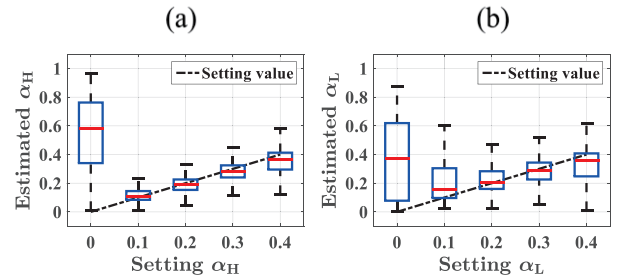 (a)
(b)
Estimated α_H
1
0.8
0.6
0.4
0.2
0
Setting value
0 0.1 0.2 0.3 0.4
Setting α_H
Estimated α_L
1
0.8
0.6
0.4
0.2
0
Setting value
0 0.1 0.2 0.3 0.4
Setting α_L